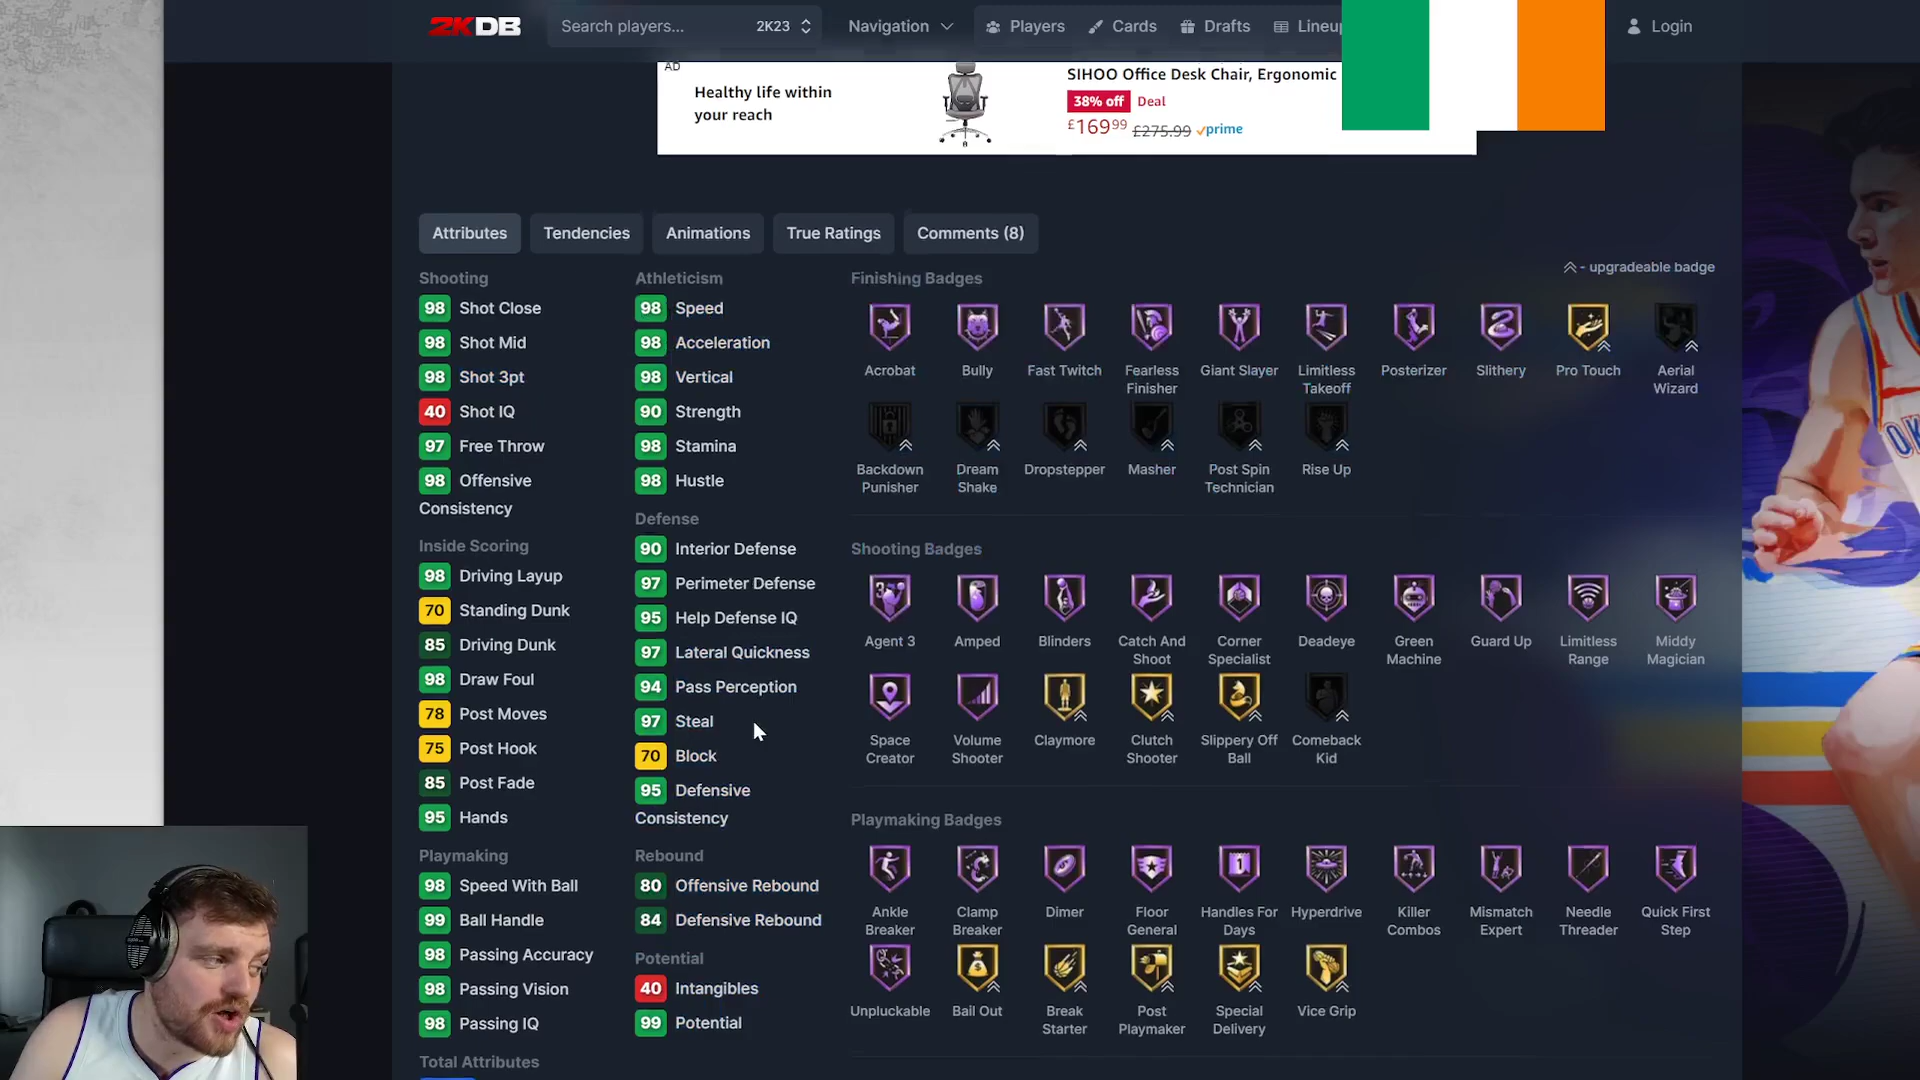 2KDB
Search players...
2K23
Navigation
Players
Cards
Drafts
Lineup
Login
AD
Healthy life within
your reach
SIHOO Office Desk Chair, Ergonomic
38% off Deal
£169.99 £275.99 prime
Attributes
Tendencies
Animations
True Ratings
Comments (8)
- upgradeable badge
Shooting
98 Shot Close
98 Shot Mid
98 Shot 3pt
40 Shot IQ
97 Free Throw
98 Offensive
Consistency
Inside Scoring
98 Driving Layup
70 Standing Dunk
85 Driving Dunk
98 Draw Foul
78 Post Moves
75 Post Hook
85 Post Fade
95 Hands
Playmaking
98 Speed With Ball
99 Ball Handle
98 Passing Accuracy
98 Passing Vision
98 Passing IQ
Total Attributes
Athleticism
98 Speed
98 Acceleration
98 Vertical
90 Strength
98 Stamina
98 Hustle
Defense
90 Interior Defense
97 Perimeter Defense
95 Help Defense IQ
97 Lateral Quickness
94 Pass Perception
97 Steal
70 Block
95 Defensive
Consistency
Rebound
80 Offensive Rebound
84 Defensive Rebound
Potential
40 Intangibles
99 Potential
Finishing Badges
Acrobat
Bully
Fast Twitch
Fearless
Finisher
Giant Slayer
Limitless
Takeoff
Posterizer
Slithery
Pro Touch
Aerial
Wizard
Backdown
Punisher
Dream
Shake
Dropstepper
Masher
Post Spin
Technician
Rise Up
Shooting Badges
Agent 3
Amped
Blinders
Catch And
Shoot
Corner
Specialist
Deadeye
Green
Machine
Guard Up
Limitless
Range
Middy
Magician
Space
Creator
Volume
Shooter
Claymore
Clutch
Shooter
Slippery Off
Ball
Comeback
Kid
Playmaking Badges
Ankle
Breaker
Clamp
Breaker
Dimer
Floor
General
Handles For
Days
Hyperdrive
Killer
Combos
Mismatch
Expert
Needle
Threader
Quick First
Step
Unpluckable
Bail Out
Break
Starter
Post
Playmaker
Special
Delivery
Vice Grip